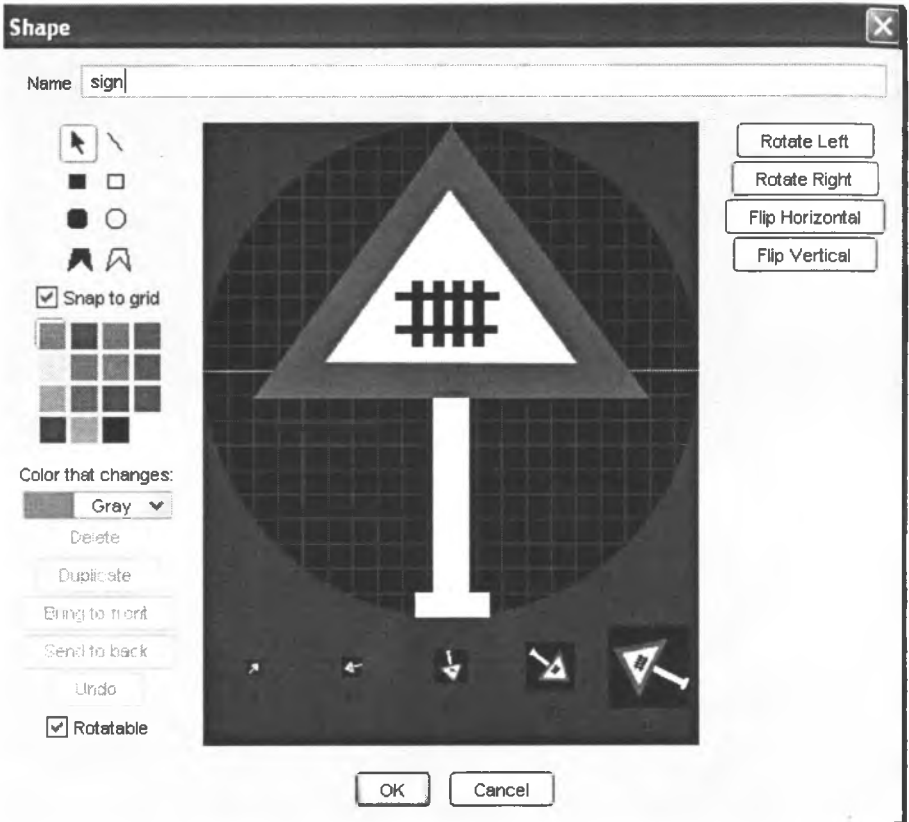 Shape
Name sign
Rotate Left
Rotate Right
Flip Horizontal
Flip Vertical
Snap to grid
Color that changes:
Gray
Delete
Duplicate
Bring to front
Send to back
Undo
Rotatable
OK Cancel